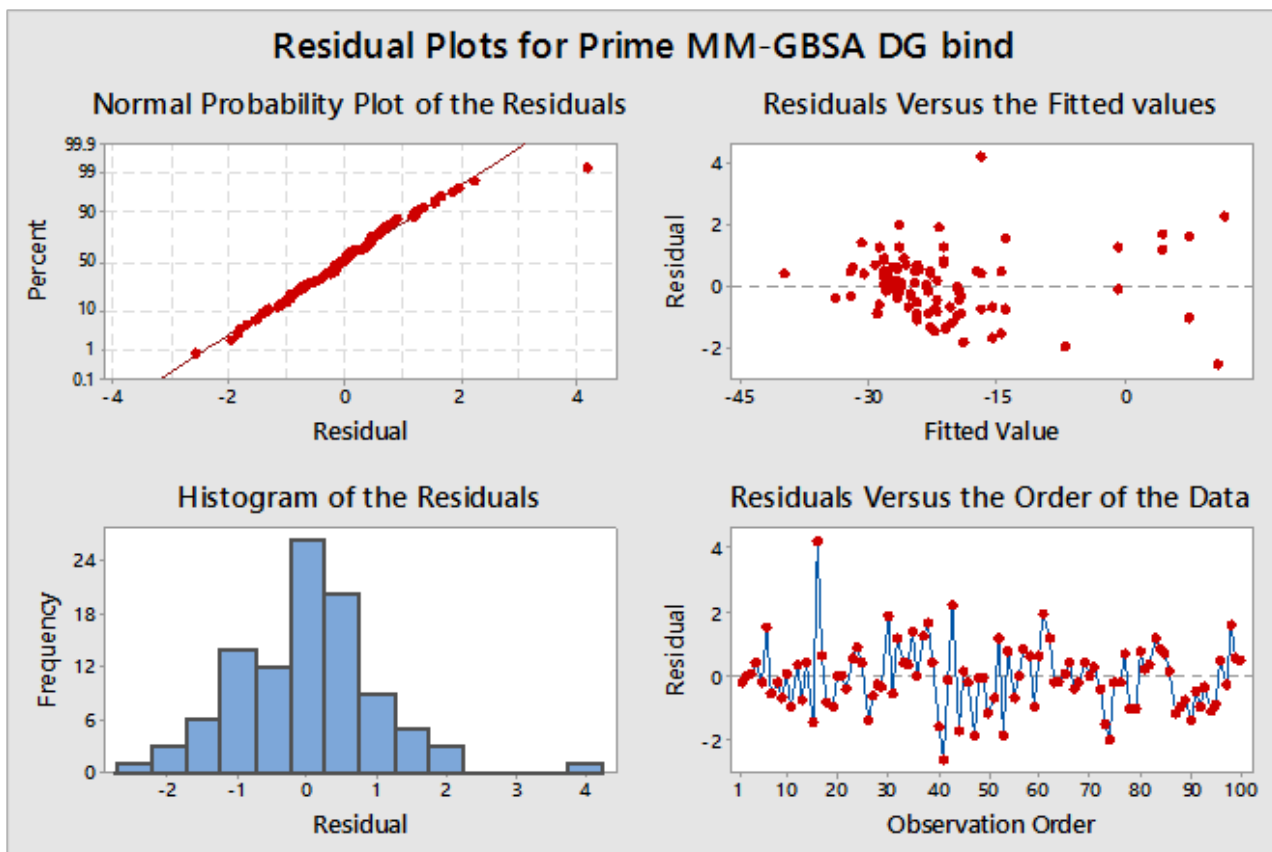 Residual Plots for Prime MM-GBSA DG bind
Normal Probability Plot of the Residuals
99.9
99
90
50
10
1
0.1
Percent
-4 -2 0 2 4
Residual
Residuals Versus the Fitted values
4
2
0
-2
Residual
-45 -30 -15 0
Fitted Value
Histogram of the Residuals
24
18
12
6
0
Frequency
-2 -1 0 1 2 3 4
Residual
Residuals Versus the Order of the Data
4
2
0
-2
Residual
1 10 20 30 40 50 60 70 80 90 100
Observation Order